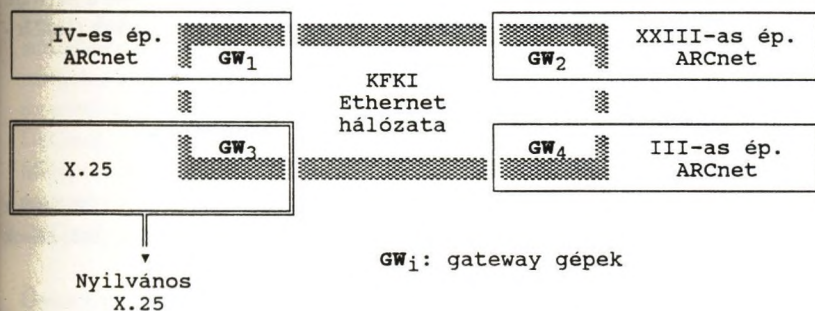 IV-es ép.
ARCnet
GW1
XXIII-as ép.
ARCnet
GW2
KFKI
Ethernet
hálózata
X.25
GW3
GW4
III-as ép.
ARCnet
Nyilvános
X.25
GWi: gateway gépek